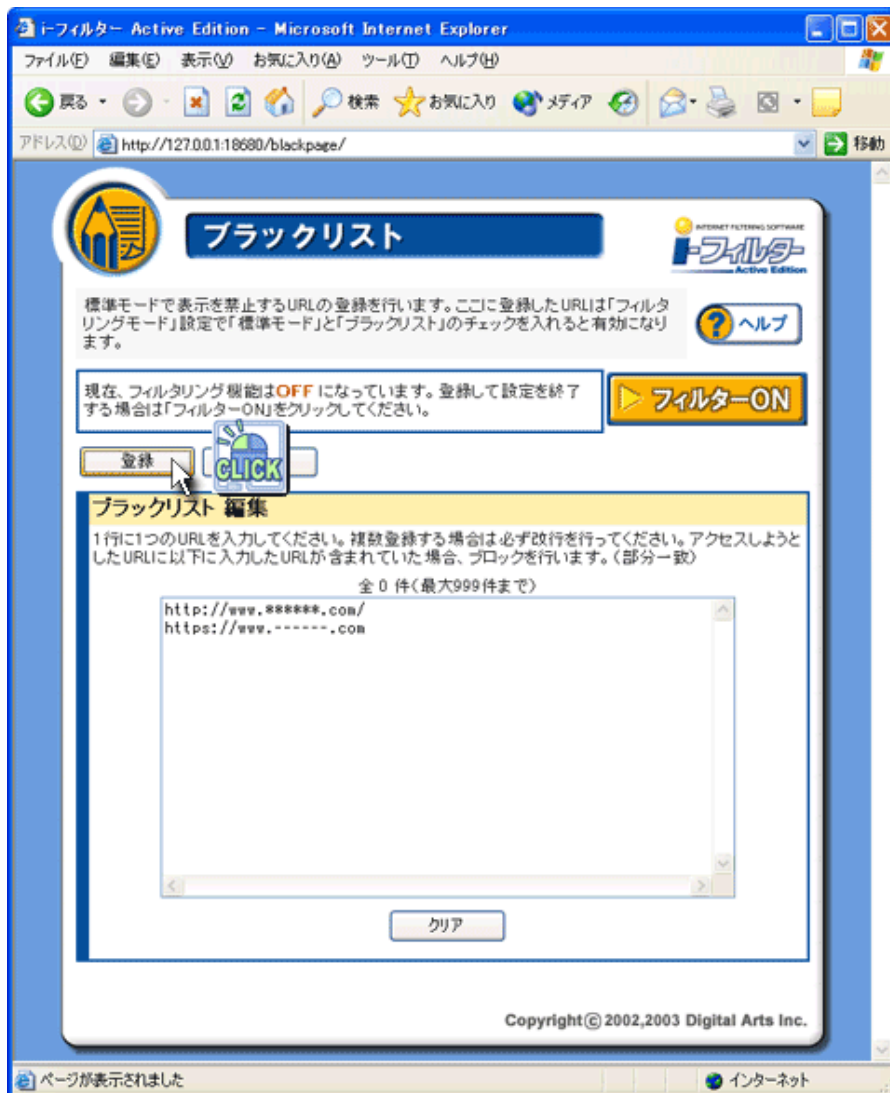 i-フィルター Active Edition - Microsoft Internet Explorer
ファイル(F) 編集(E) 表示(V) お気に入り(A) ツール(T) ヘルプ(H)
戻る 検索 お気に入り メディア
アドレス(D) http://127.0.0.1:18680/blackpage/ 移動
ブラックリスト
INTERNET FILTERING SOFTWARE
i-フィルター
Active Edition
標準モードで表示を禁止するURLの登録を行います。ここに登録したURLは「フィルタ
リングモード」設定で「標準モード」と「ブラックリスト」のチェックを入れると有効になり
ます。
ヘルプ
現在、フィルタリング機能はOFF になっています。登録して設定を終了
する場合は「フィルターON」をクリックしてください。
フィルターON
登録
CLICK
ブラックリスト 編集
1行に1つのURLを入力してください。複数登録する場合は必ず改行を行ってください。アクセスしようと
したURLに以下に入力したURLが含まれていた場合、ブロックを行います。(部分一致)
全 0 件(最大999件まで)
http://www.******.com/
https://www.------.com
クリア
Copyright© 2002,2003 Digital Arts Inc.
ページが表示されました インターネット